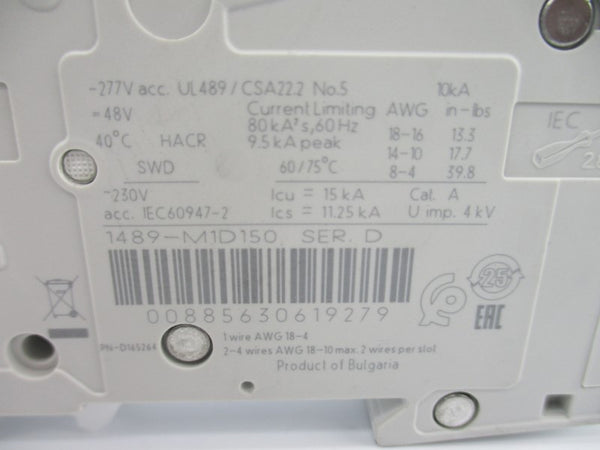 ~277V acc. UL489/CSA22.2 No.5 10kA
=48V Current Limiting AWG in-lbs
80 kA²s, 60 Hz 18-16 13.3
40°C HACR 9.5 kA peak 14-10 17.7
SWD 60/75°C 8-4 39.8
~230V Icu = 15 kA Cat. A
acc. IEC60947-2 Ics = 11.25 kA U imp. 4 kV
1489-M1D150 SER. D
00885630619279
PN-D165264
1 wire AWG 18-4
2-4 wires AWG 18-10 max. 2 wires per slot
Product of Bulgaria
IEC
25
EAC